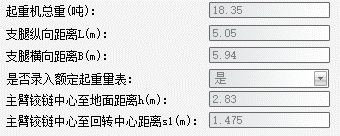 起重机总重(吨): 18.35
支腿纵向距离L(m): 5.05
支腿横向距离B(m): 5.94
是否录入额定起重量表: 是
主臂铰链中心至地面距离h(m): 2.83
主臂铰链中心至回转中心距离s1(m): 1.475